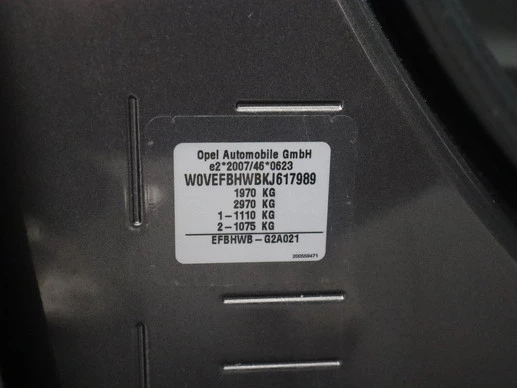 Opel Automobile GmbH
e2*2007/46*0623
W0VEFBHWBKJ617989
1970 KG
2970 KG
1-1110 KG
2-1075 KG
EFBHWB-G2A021
200559471